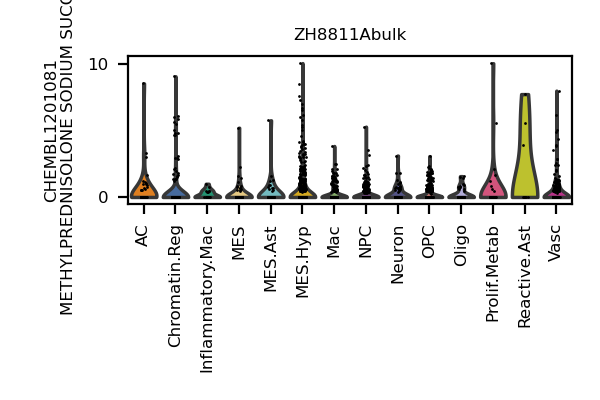 ZH8811Abulk
CHEMBL1201081
METHYLPREDNISOLONE SODIUM
10
0
AC
Chromatin.Reg
Inflammatory.Mac
MES
MES.Ast
MES.Hyp
Mac
NPC
Neuron
OPC
Oligo
Prolif.Metab
Reactive.Ast
Vasc